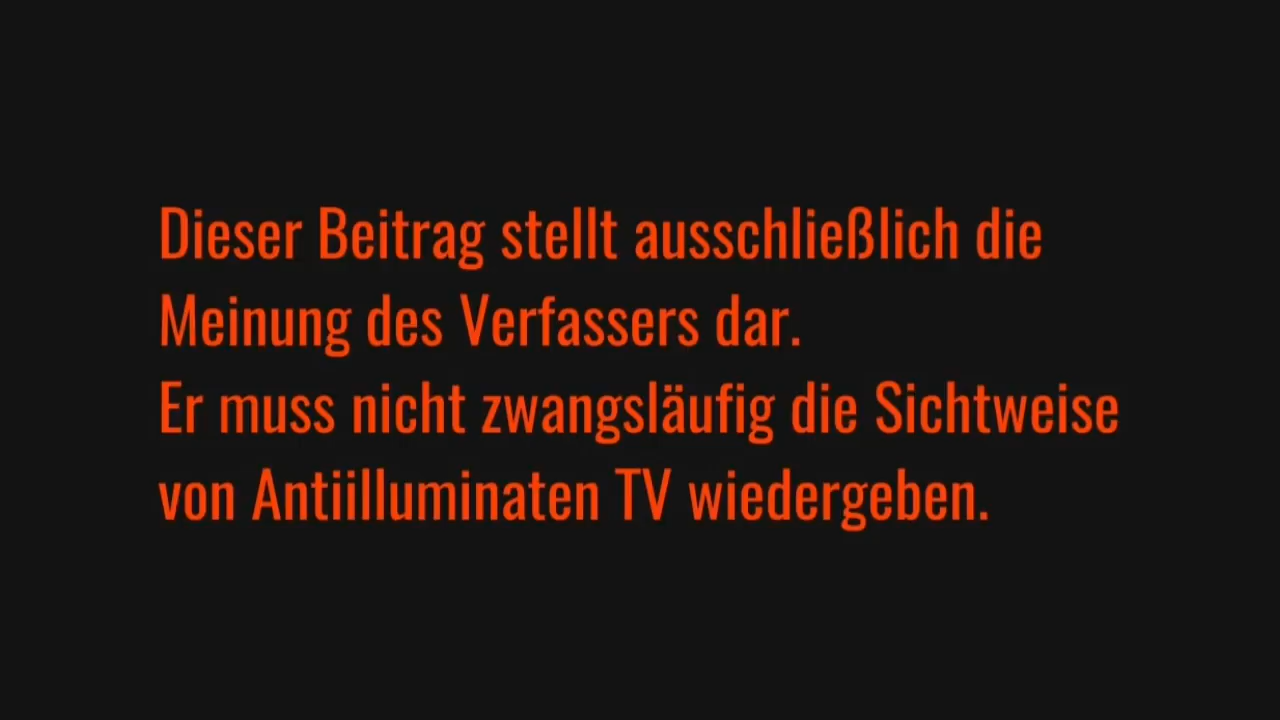 Dieser Beitrag stellt ausschließlich die
Meinung des Verfassers dar.
Er muss nicht zwangsläufig die Sichtweise
von Antiilluminaten TV wiedergeben.